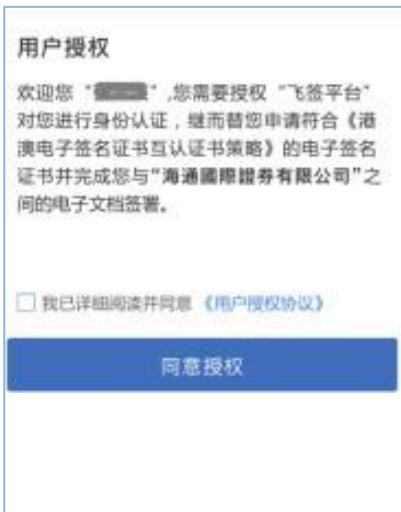 用户授权
欢迎您“ ”,您需要授权“飞签平台”
对您进行身份认证，继而替您申请符合《港
澳电子签名证书互认证书策略》的电子签名
证书并完成您与“海通國際證券有限公司”之
间的电子文档签署。
我已详细阅读并同意《用户授权协议》
同意授权